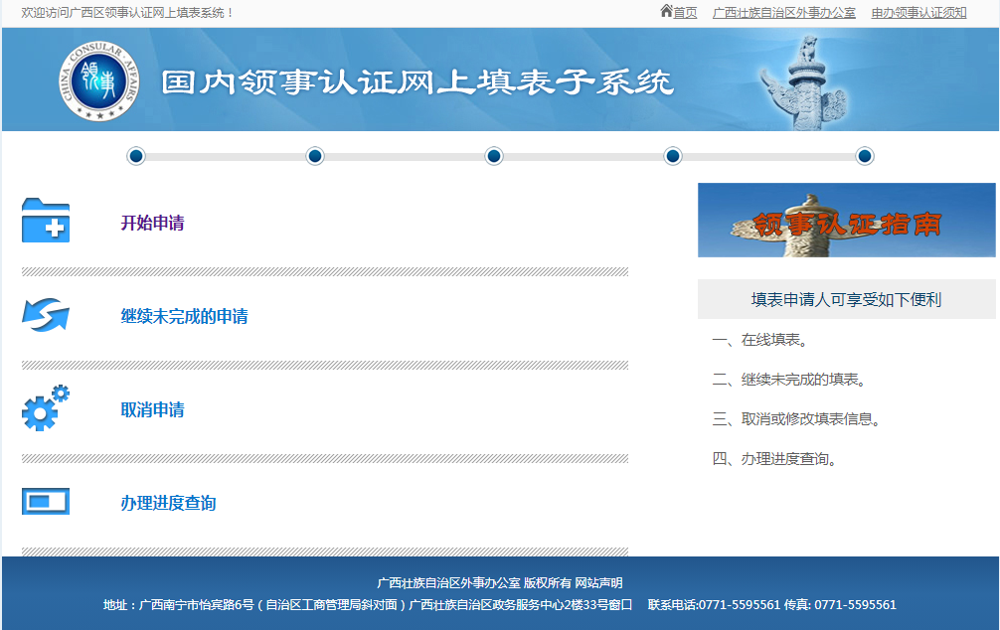 欢迎访问广西区领事认证网上填表系统！
首页 广西壮族自治区外事办公室 申办领事认证须知
CHINA CONSULAR AFFAIRS
领事
国内领事认证网上填表子系统
开始申请
继续未完成的申请
取消申请
办理进度查询
领事认证指南
填表申请人可享受如下便利
一、在线填表。
二、继续未完成的填表。
三、取消或修改填表信息。
四、办理进度查询。
广西壮族自治区外事办公室 版权所有 网站声明
地址：广西南宁市怡宾路6号（自治区工商管理局斜对面）广西壮族自治区政务服务中心2楼33号窗口 联系电话:0771-5595561 传真: 0771-5595561